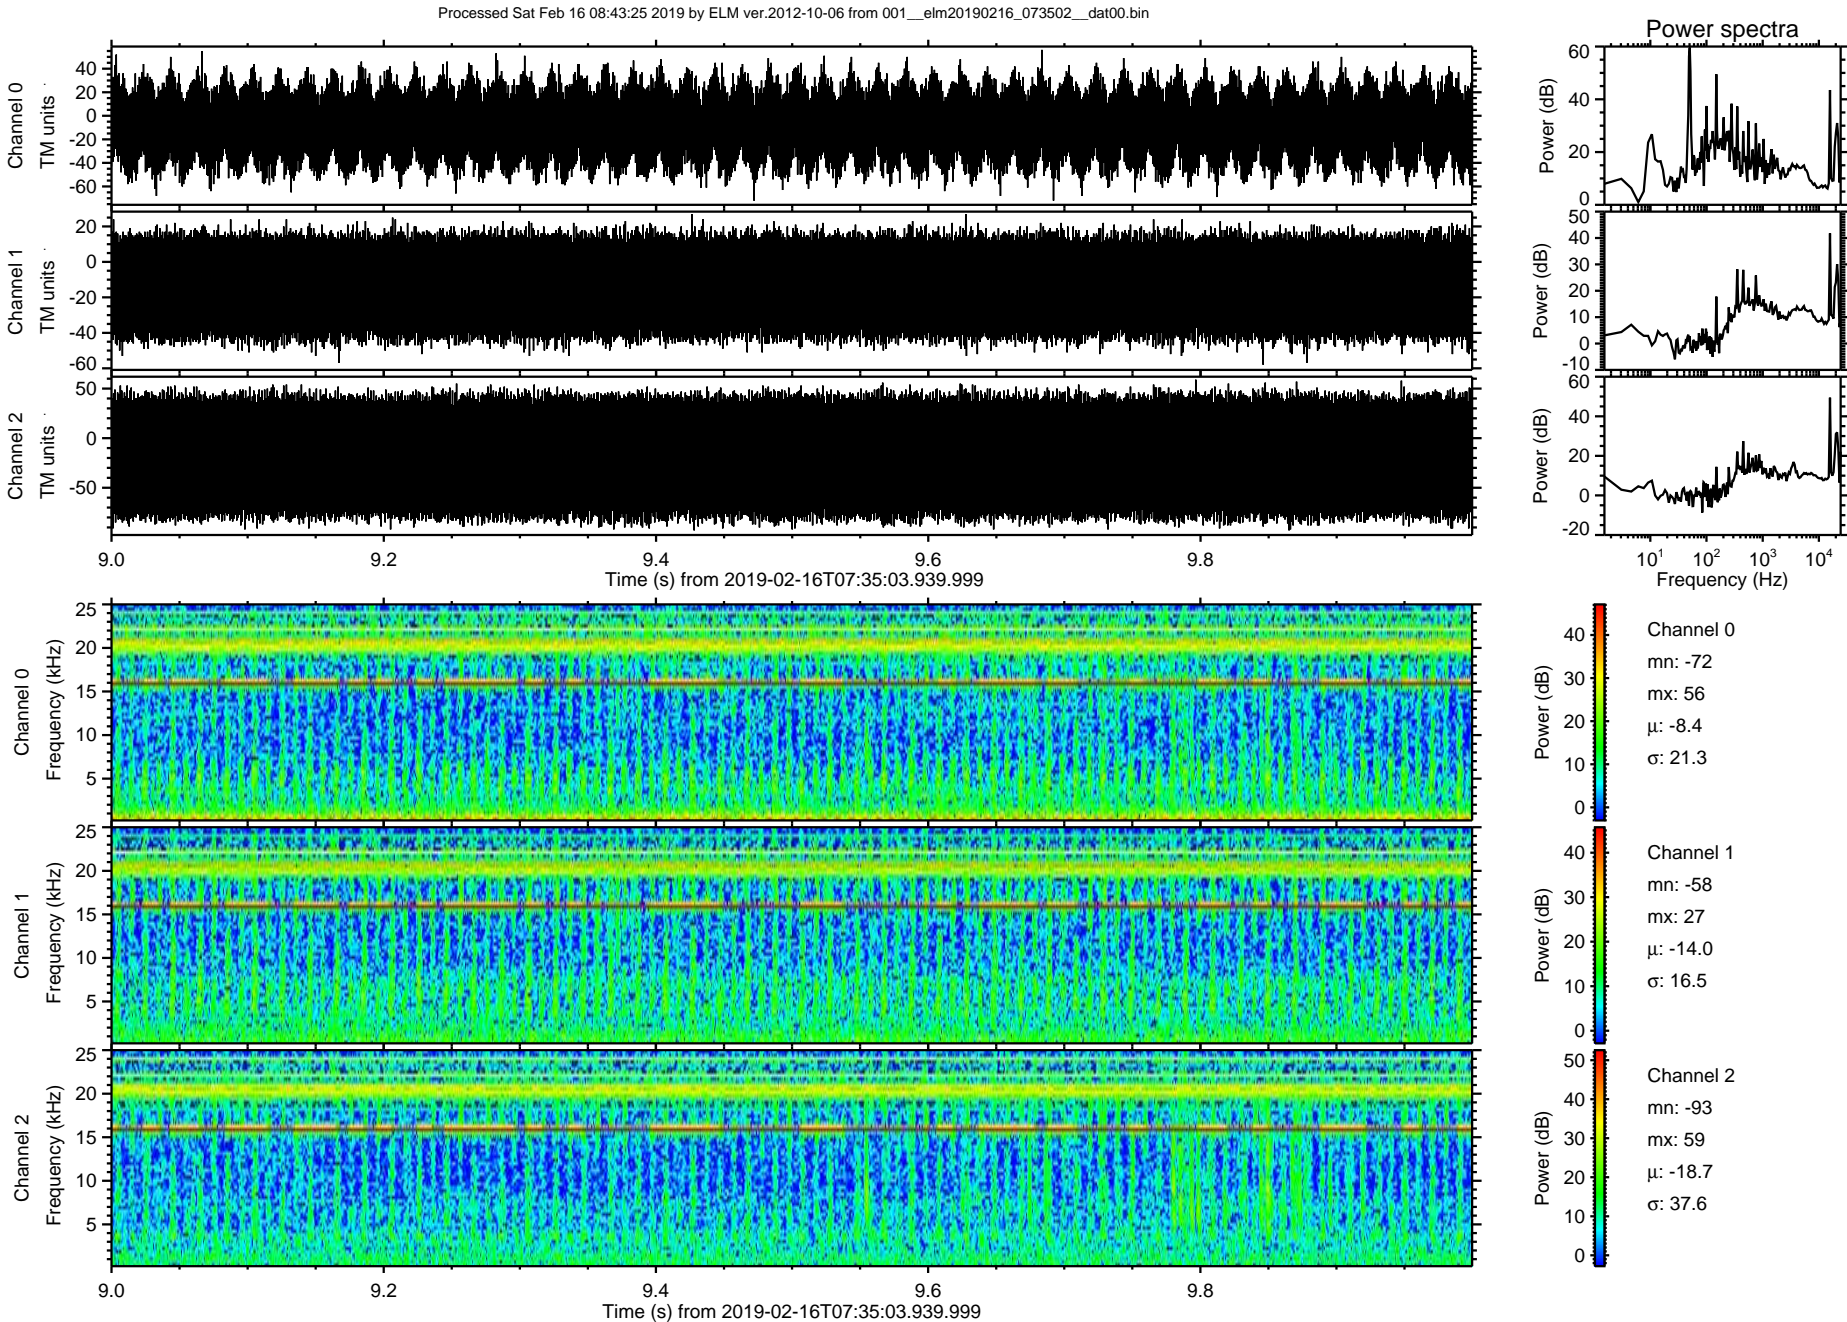 Processed Sat Feb 16 08:43:25 2019 by ELM ver.2012-10-06 from 001__elm20190216_073502__dat00.bin
Power spectra
Channel 0
TM units
40
20
0
-20
-40
-60
Power (dB)
60
40
20
0
Channel 1
TM units
20
0
-20
-40
-60
Power (dB)
50
40
30
20
10
0
-10
Channel 2
TM units
50
0
-50
Power (dB)
60
40
20
0
-20
9.0 9.2 9.4 9.6 9.8
Time (s) from 2019-02-16T07:35:03.939.999
10^1 10^2 10^3 10^4
Frequency (Hz)
Channel 0
Frequency (kHz)
25
20
15
10
5
Power (dB)
40
30
20
10
0
Channel 0
mn: -72
mx: 56
μ: -8.4
σ: 21.3
Channel 1
Frequency (kHz)
25
20
15
10
5
Power (dB)
40
30
20
10
0
Channel 1
mn: -58
mx: 27
μ: -14.0
σ: 16.5
Channel 2
Frequency (kHz)
25
20
15
10
5
Power (dB)
50
40
30
20
10
0
Channel 2
mn: -93
mx: 59
μ: -18.7
σ: 37.6
9.0 9.2 9.4 9.6 9.8
Time (s) from 2019-02-16T07:35:03.939.999